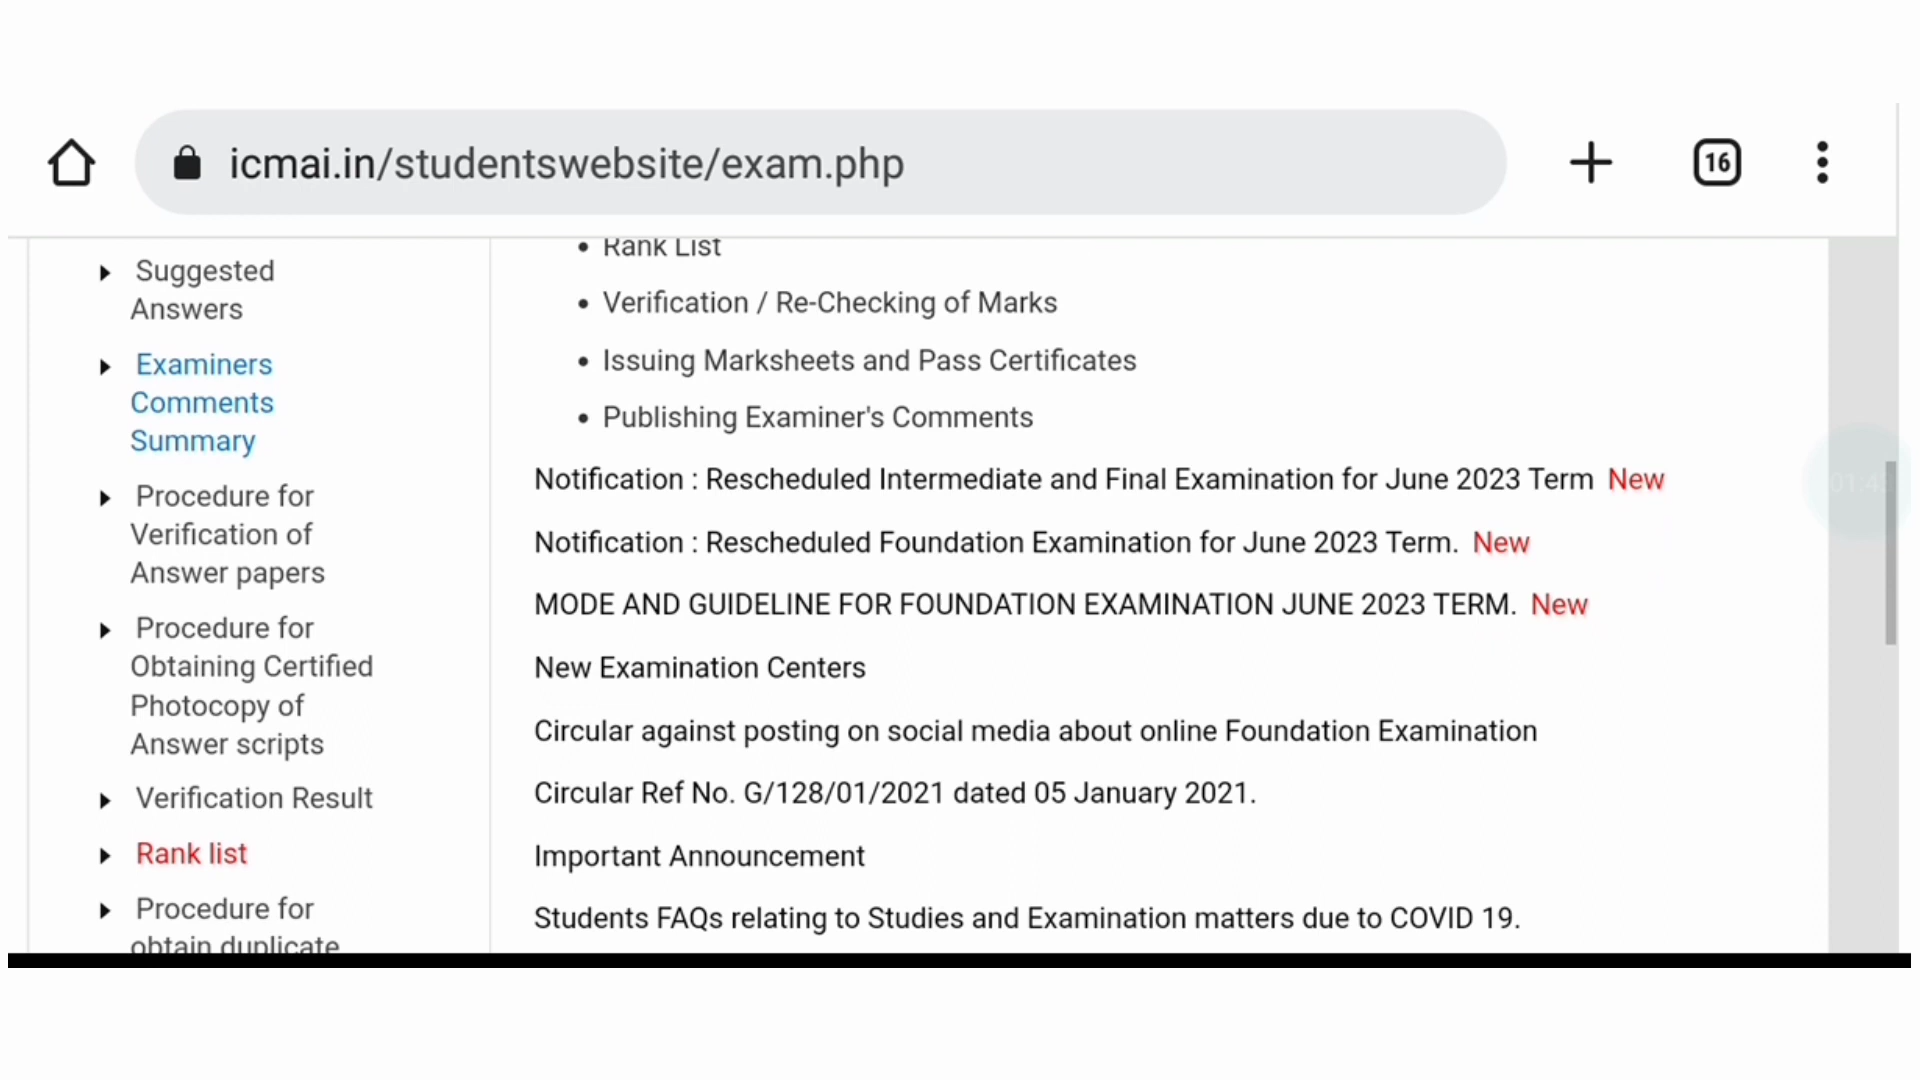 icmai.in/studentswebsite/exam.php
16
Suggested
Answers
Examiners
Comments
Summary
Procedure for
Verification of
Answer papers
Procedure for
Obtaining Certified
Photocopy of
Answer scripts
Verification Result
Rank list
Procedure for
obtain duplicate
• Rank List
• Verification / Re-Checking of Marks
• Issuing Marksheets and Pass Certificates
• Publishing Examiner's Comments
Notification : Rescheduled Intermediate and Final Examination for June 2023 Term New
Notification : Rescheduled Foundation Examination for June 2023 Term. New
MODE AND GUIDELINE FOR FOUNDATION EXAMINATION JUNE 2023 TERM. New
New Examination Centers
Circular against posting on social media about online Foundation Examination
Circular Ref No. G/128/01/2021 dated 05 January 2021.
Important Announcement
Students FAQs relating to Studies and Examination matters due to COVID 19.